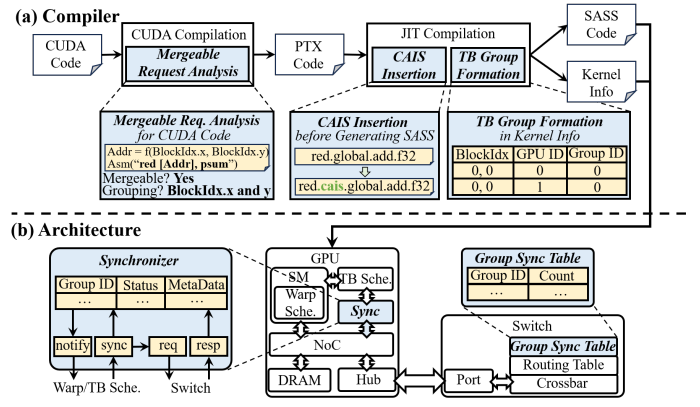 (a) Compiler
CUDA Code
CUDA Compilation
Mergeable
Request Analysis
PTX
Code
JIT Compilation
CAIS
Insertion
TB Group
Formation
SASS
Code
Kernel
Info
Mergeable Req. Analysis
for CUDA Code
Addr = f(BlockIdx.x, BlockIdx.y)
Asm("red [Addr], psum")
Mergeable? Yes
Grouping? BlockIdx.x and y
CAIS Insertion
before Generating SASS
red.global.add.f32
red.cais.global.add.f32
TB Group Formation
in Kernel Info
BlockIdx GPU ID Group ID
0, 0 0 0
0, 0 1 0
(b) Architecture
Synchronizer
Group ID Status MetaData
... ... ...
notify sync req resp
Warp/TB Sche. Switch
GPU
SM
Warp
Sche.
TB Sche.
Sync
NoC
DRAM Hub
Group Sync Table
Group ID Count
... ...
Switch
Group Sync Table
Routing Table
Crossbar
Port